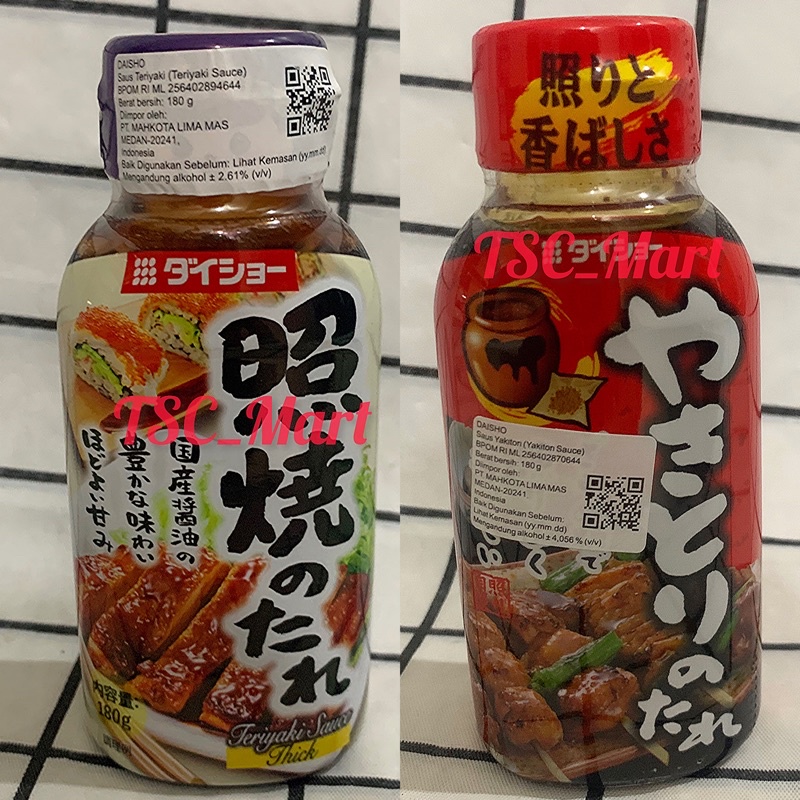 DAISHO
Saus Teriyaki (Teriyaki Sauce)
BPOM RI ML 256402894644
Berat bersih: 180 g
Diimpor oleh:
PT. MAHKOTA LIMA MAS
MEDAN-20241,
Indonesia
Baik Digunakan Sebelum: Lihat Kemasan (yy.mm.dd)
Mengandung alkohol ± 2,61% (v/v)
ダイショー
照り焼のたれ
国産醤油の
豊かな味わい
ほどよい甘み
TSC_Mart
内容量:
180g
調理例
Teriyaki Sauce
Thick
照りと
香ばしさ
ダイショー
TSC_Mart
やきとりのたれ
DAISHO
Saus Yakitori (Yakiton Sauce)
BPOM RI ML 256402870644
Berat bersih: 180 g
Diimpor oleh:
PT. MAHKOTA LIMA MAS
MEDAN-20241,
Indonesia
Baik Digunakan Sebelum:
Lihat Kemasan (yy.mm.dd)
Mengandung alkohol ± 4,056 % (v/v)